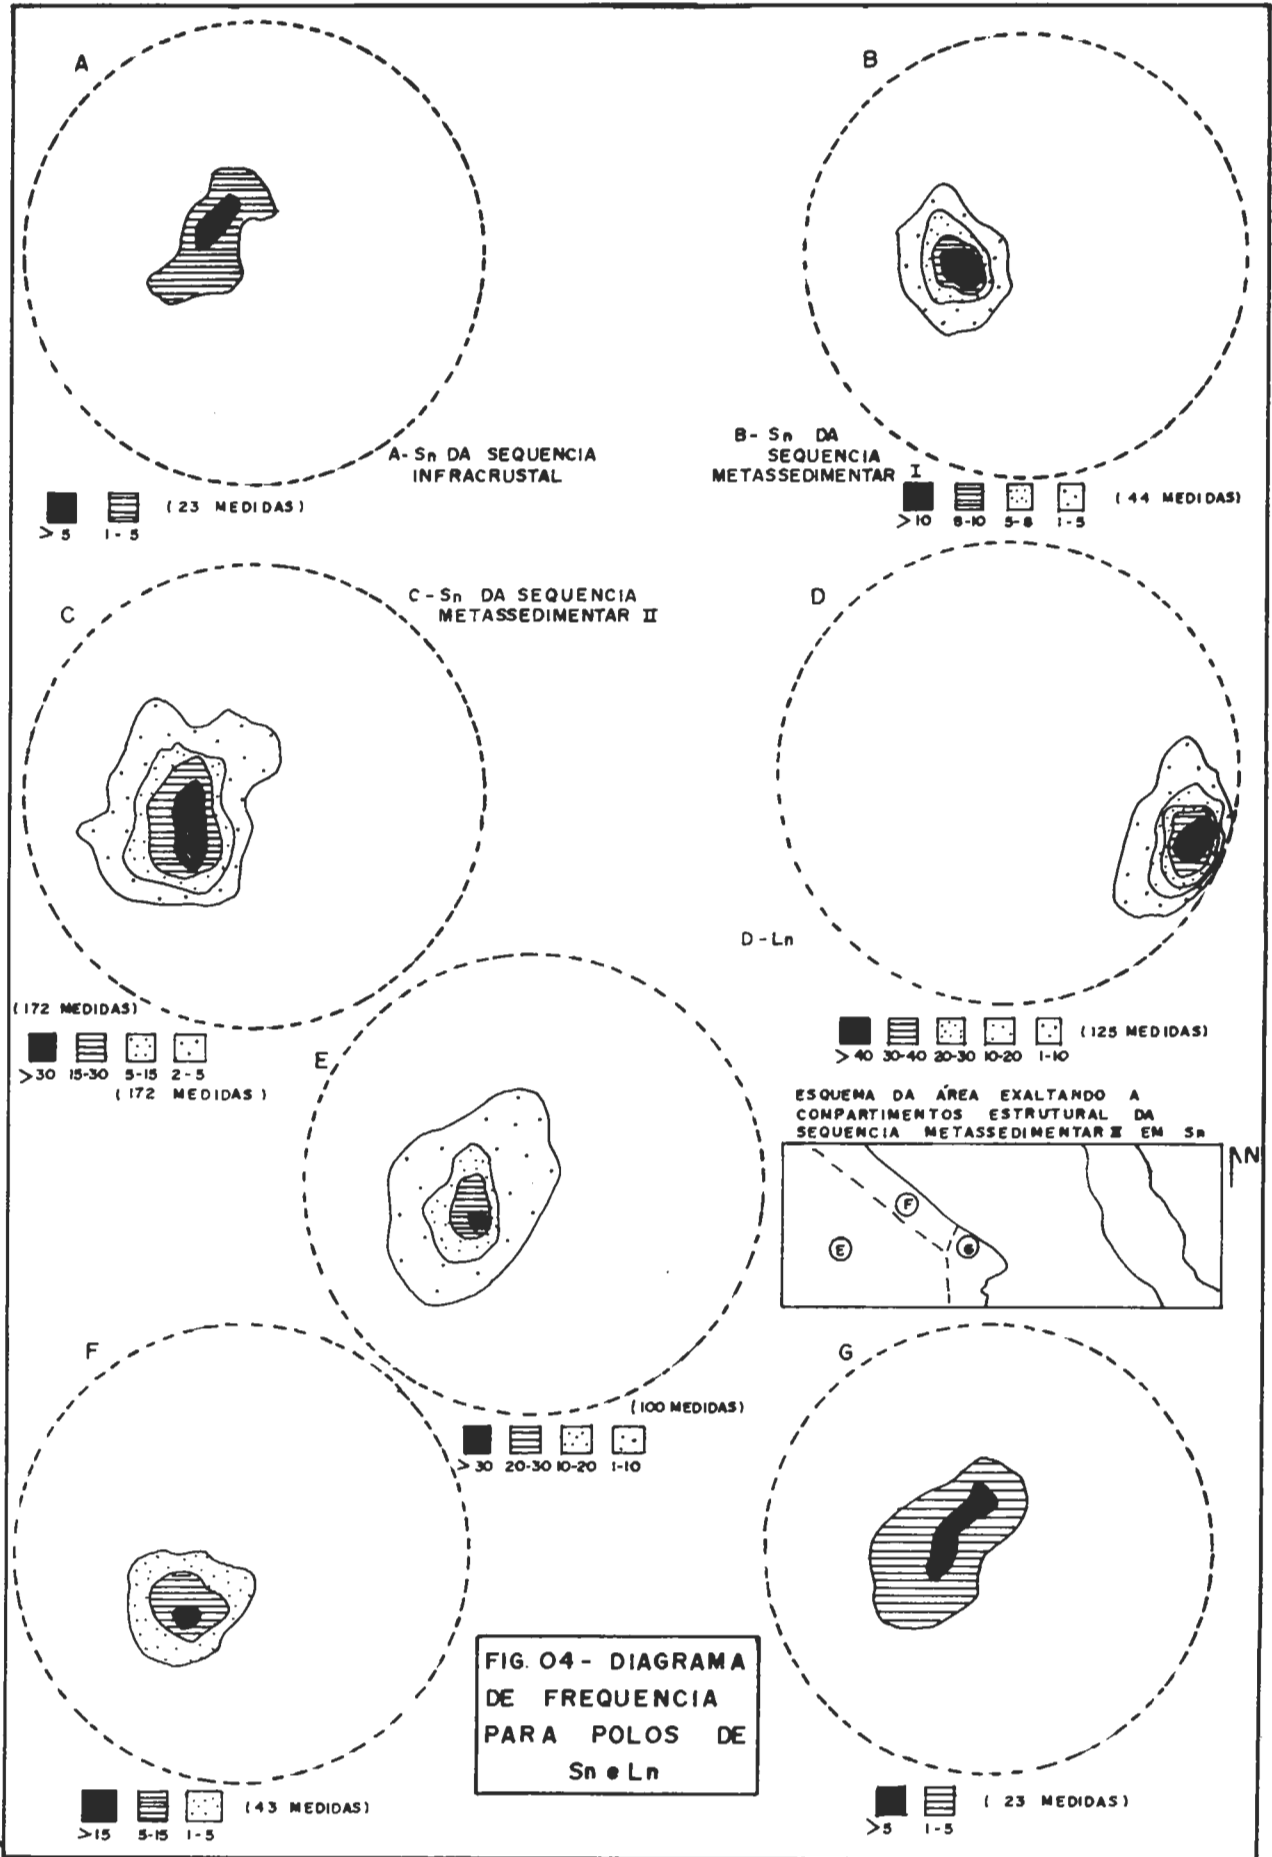 A
B
A- Sn DA SEQUENCIA
INFRACRUSTAL
B- Sn DA
SEQUENCIA
METASSEDIMENTAR I
(23 MEDIDAS)
>5 1-5
(44 MEDIDAS)
>10 8-10 5-8 1-5
C
C-Sn DA SEQUENCIA
METASSEDIMENTAR II
D
D-Ln
(172 MEDIDAS)
>30 15-30 5-15 2-5
(172 MEDIDAS)
(125 MEDIDAS)
>40 30-40 20-30 10-20 1-10
E
ESQUEMA DA ÁREA EXALTANDO A
COMPARTIMENTOS ESTRUTURAL DA
SEQUENCIA METASSEDIMENTAR II EM Sn
N
F
E
G
(100 MEDIDAS)
>30 20-30 10-20 1-10
F
G
FIG. 04- DIAGRAMA
DE FREQUENCIA
PARA POLOS DE
Sn e Ln
(43 MEDIDAS)
>15 5-15 1-5
(23 MEDIDAS)
>5 1-5